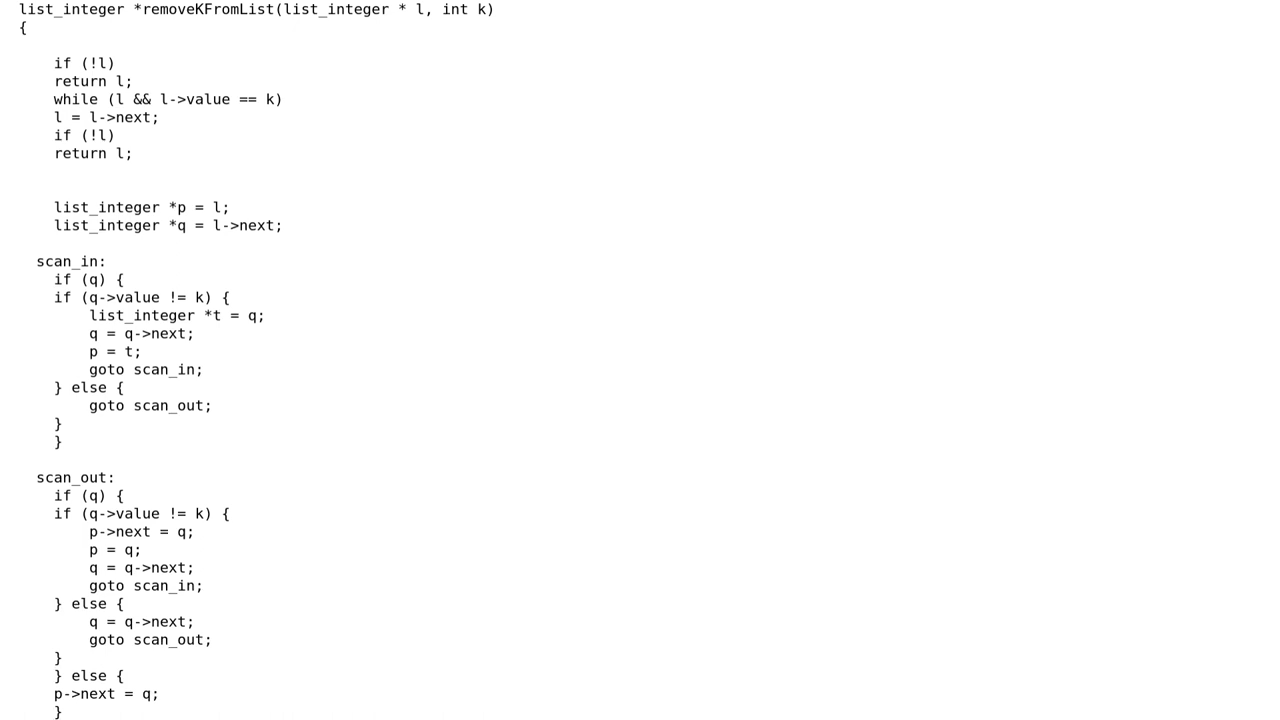 list_integer *removeKFromList(list_integer * l, int k)
{
if (!l)
return l;
while (l && l->value == k)
l = l->next;
if (!l)
return l;
list_integer *p = l;
list_integer *q = l->next;
scan_in:
if (q) {
if (q->value != k) {
list_integer *t = q;
q = q->next;
p = t;
goto scan_in;
} else {
goto scan_out;
}
}
scan_out:
if (q) {
if (q->value != k) {
p->next = q;
p = q;
q = q->next;
goto scan_in;
} else {
q = q->next;
goto scan_out;
}
} else {
p->next = q;
}